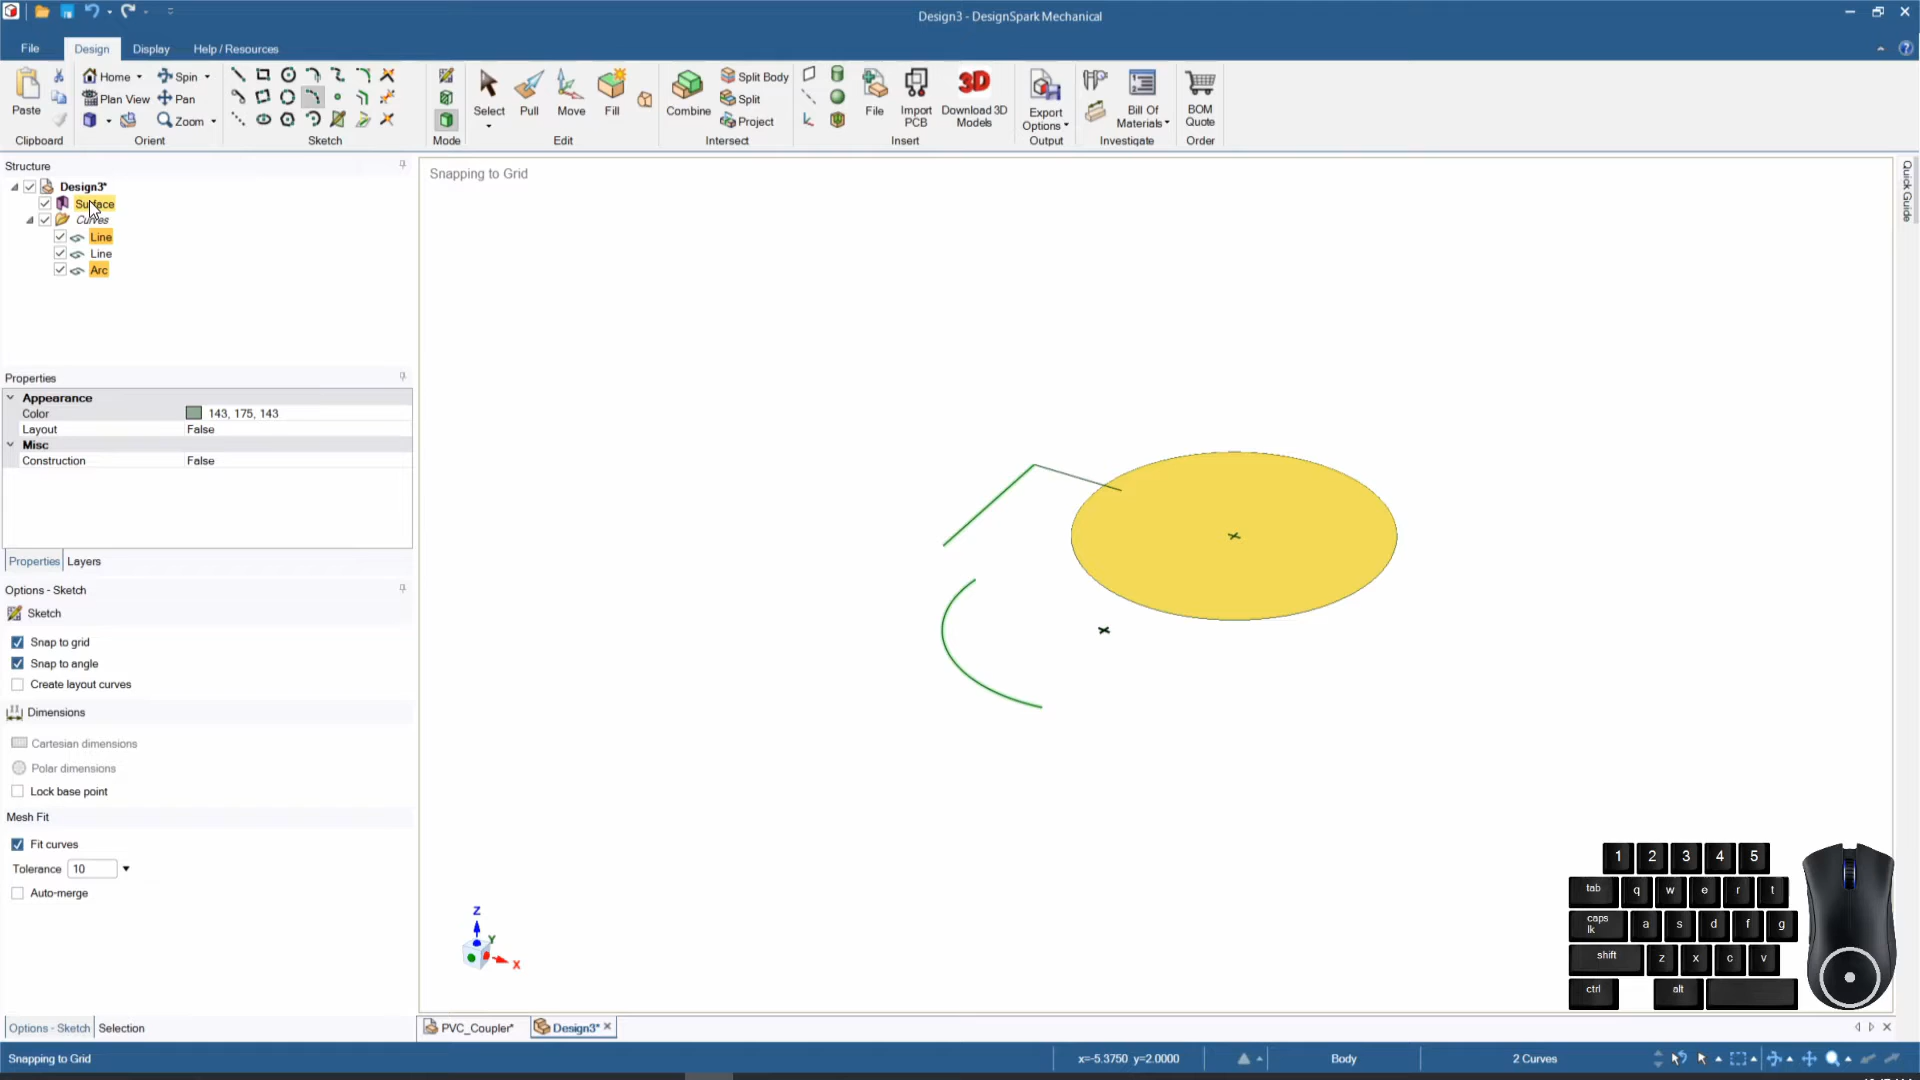 Design3 - DesignSpark Mechanical
File Design Display Help / Resources
Paste
Clipboard
Home Spin
Plan View Pan
Zoom
Orient
Sketch
Mode
Select Pull Move Fill
Edit
Combine
Split Body
Split
Project
Intersect
File Import PCB Download 3D Models
3D
Insert
Export Options
Output
Bill Of Materials
Investigate
BOM Quote
Order
Structure
Design3*
Surface
Curves
Line
Line
Arc
Properties
Appearance
Color 143, 175, 143
Layout False
Misc
Construction False
Properties Layers
Options - Sketch
Sketch
Snap to grid
Snap to angle
Create layout curves
Dimensions
Cartesian dimensions
Polar dimensions
Lock base point
Mesh Fit
Fit curves
Tolerance 10
Auto-merge
Options - Sketch Selection
Snapping to Grid
Quick Guide
Z
Y
X
1 2 3 4 5
tab q w e r t
caps lk a s d f g
shift z x c v
ctrl alt
PVC_Coupler* Design3*
Snapping to Grid x=-5.3750 y=2.0000 Body 2 Curves